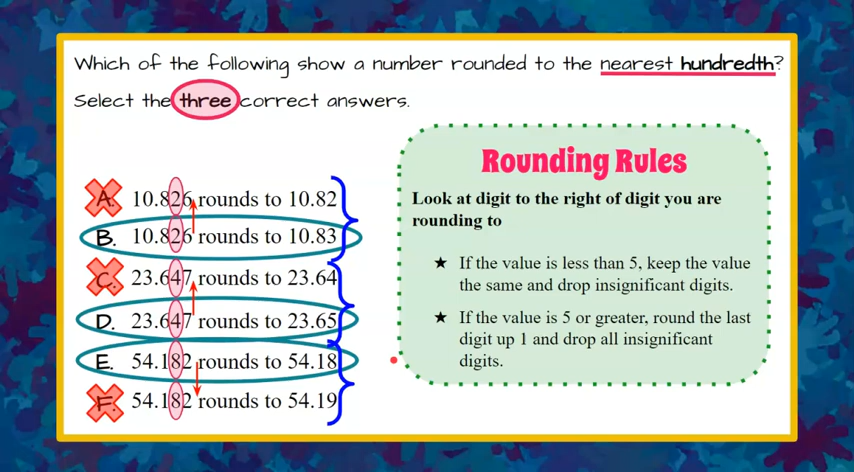 Which of the following show a number rounded to the nearest hundredth?
Select the three correct answers.
A. 10.826 rounds to 10.82
B. 10.826 rounds to 10.83
C. 23.647 rounds to 23.64
D. 23.647 rounds to 23.65
E. 54.182 rounds to 54.18
F. 54.182 rounds to 54.19
Rounding Rules
Look at digit to the right of digit you are
rounding to
★ If the value is less than 5, keep the value
the same and drop insignificant digits.
★ If the value is 5 or greater, round the last
digit up 1 and drop all insignificant
digits.